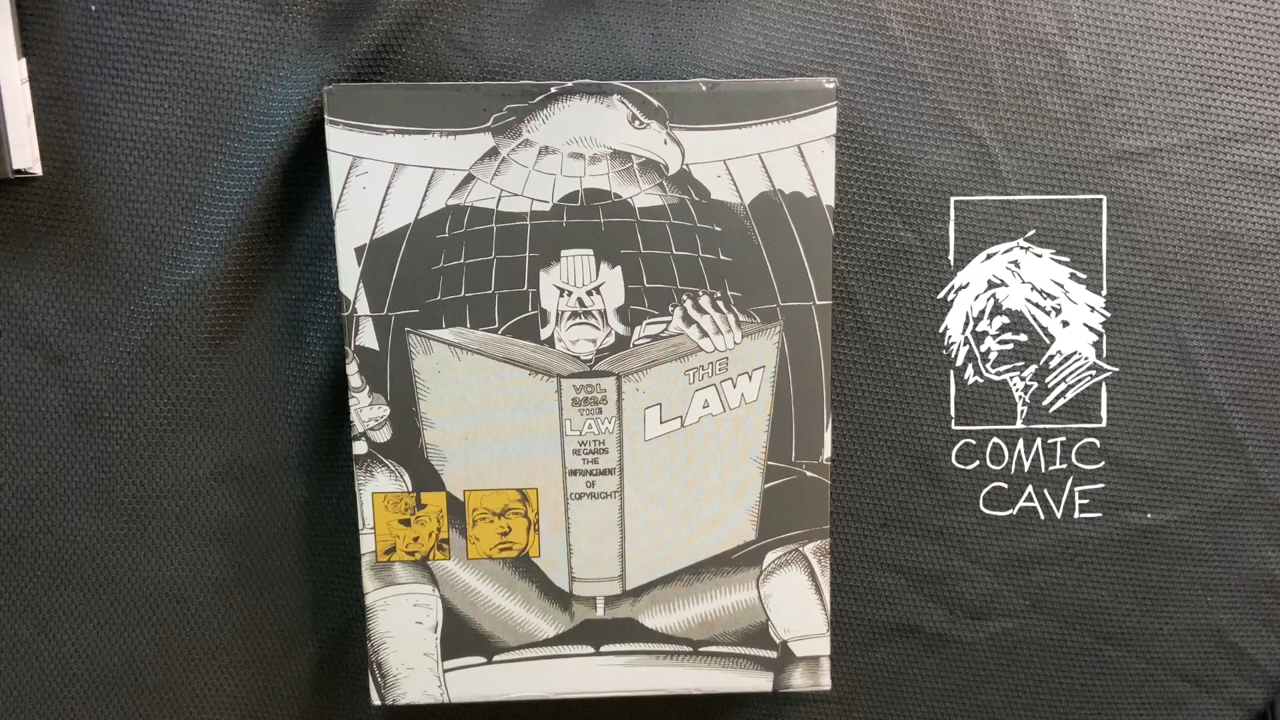 THE
LAW
VOL
2624
THE
LAW
WITH
REGARDS
THE
INFRINGEMENT
OF
COPYRIGHT
COMIC
CAVE